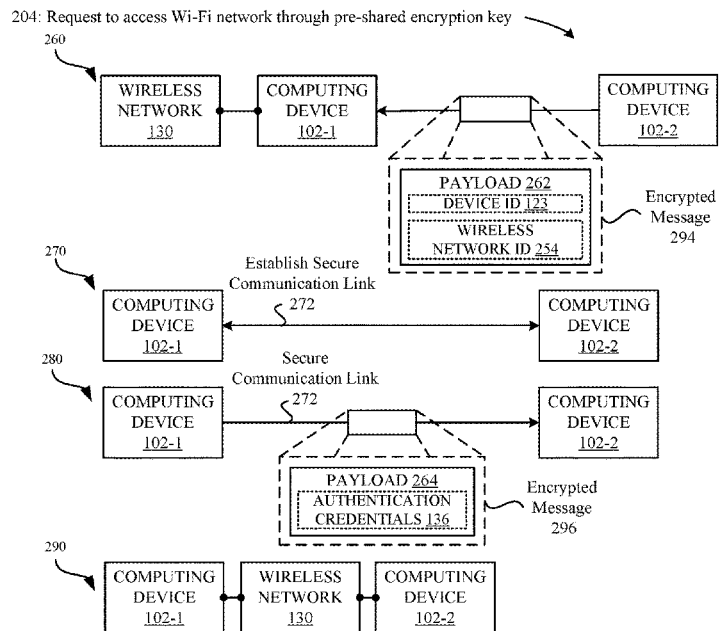 204: Request to access Wi-Fi network through pre-shared encryption key
260
WIRELESS
NETWORK
130
COMPUTING
DEVICE
102-1
COMPUTING
DEVICE
102-2
PAYLOAD 262
DEVICE ID 123
WIRELESS
NETWORK ID 254
Encrypted
Message
294
270
Establish Secure
Communication Link
272
COMPUTING
DEVICE
102-1
COMPUTING
DEVICE
102-2
280
Secure
Communication Link
272
COMPUTING
DEVICE
102-1
COMPUTING
DEVICE
102-2
PAYLOAD 264
AUTHENTICATION
CREDENTIALS 136
Encrypted
Message
296
290
COMPUTING
DEVICE
102-1
WIRELESS
NETWORK
130
COMPUTING
DEVICE
102-2